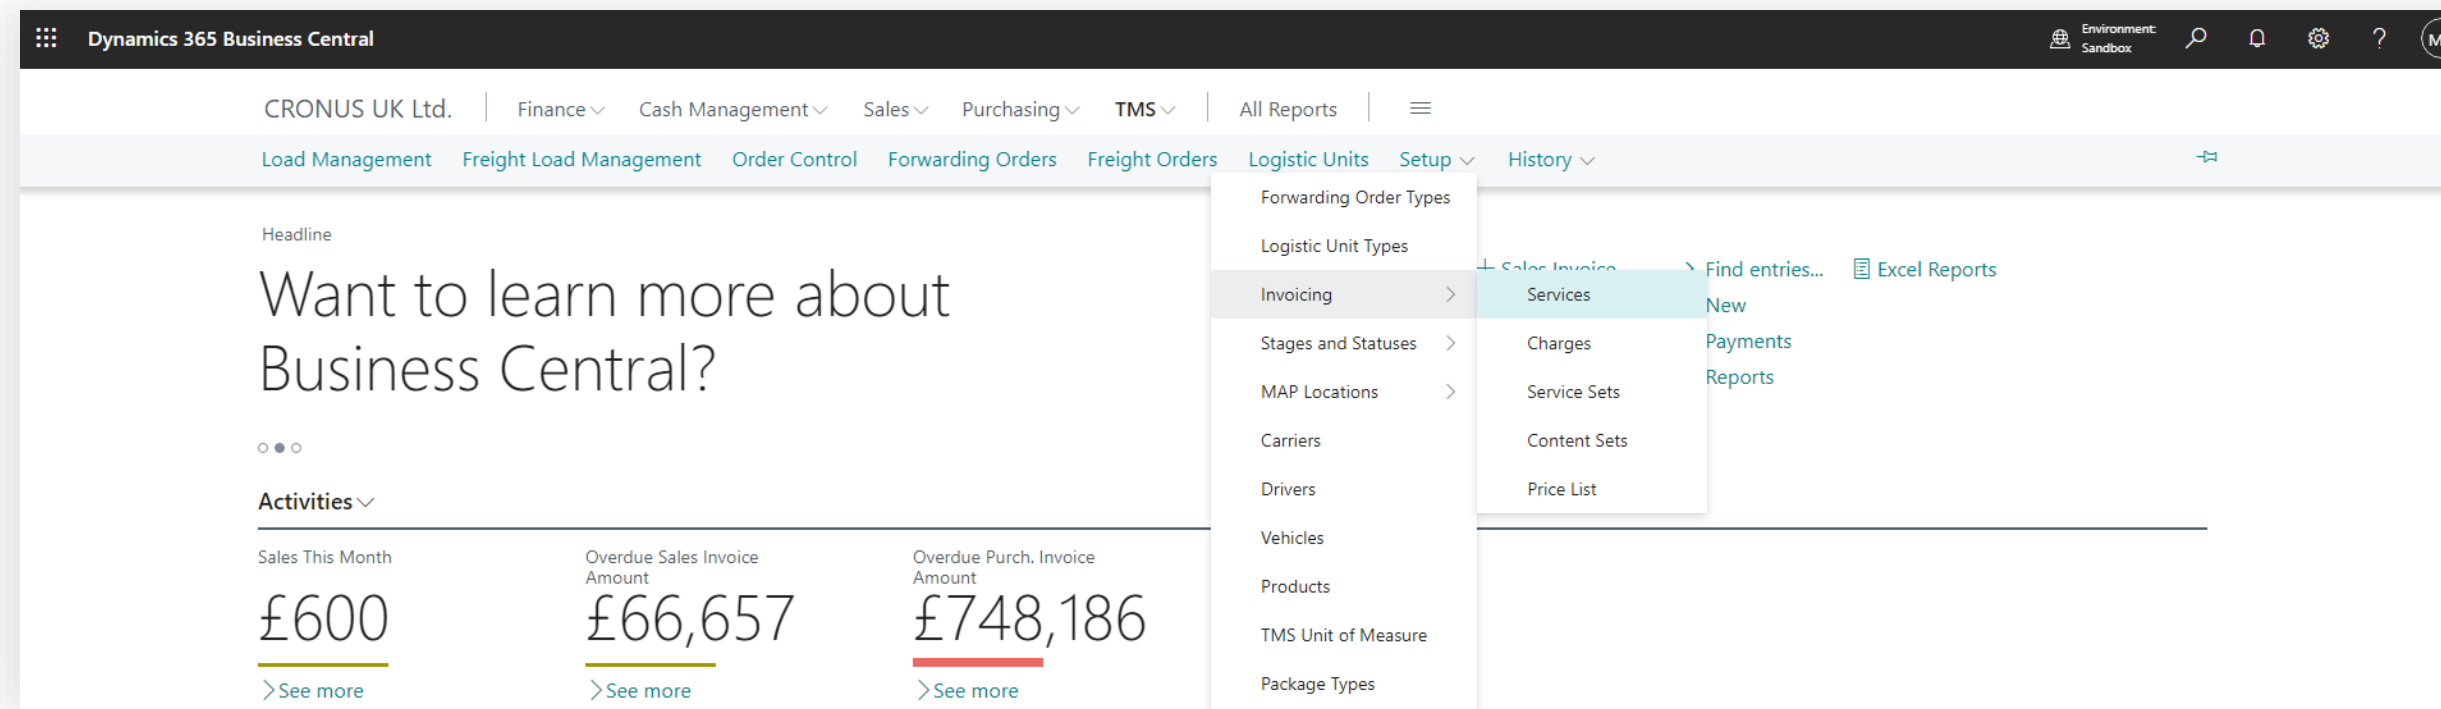 Dynamics 365 Business Central
Environment:
Sandbox
?
M
CRONUS UK Ltd.
Finance
Cash Management
Sales
Purchasing
TMS
All Reports
Load Management
Freight Load Management
Order Control
Forwarding Orders
Freight Orders
Logistic Units
Setup
History
Forwarding Order Types
Logistic Unit Types
Invoicing
Stages and Statuses
MAP Locations
Carriers
Drivers
Vehicles
Products
TMS Unit of Measure
Package Types
Services
Charges
Service Sets
Content Sets
Price List
Headline
Want to learn more about
Business Central?
+ Sales Invoice
Find entries...
New
Payments
Reports
Excel Reports
Activities
Sales This Month
£600
See more
Overdue Sales Invoice
Amount
£66,657
See more
Overdue Purch. Invoice
Amount
£748,186
See more